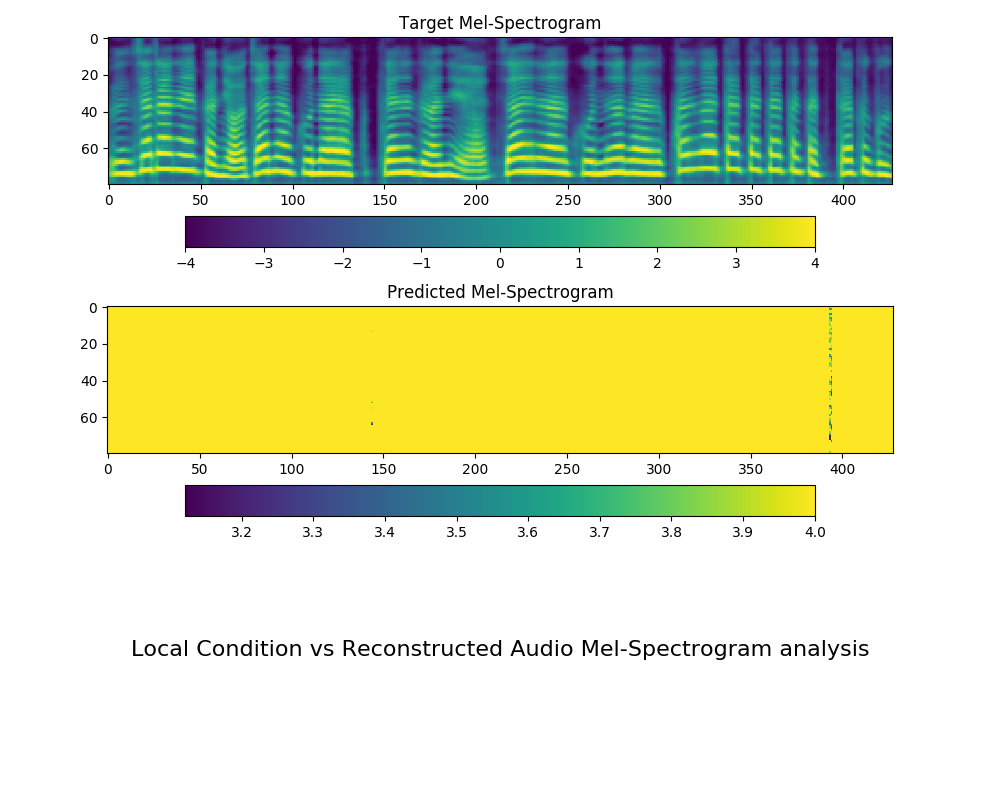 Target Mel-Spectrogram
0
20
40
60
0 50 100 150 200 250 300 350 400
−4 −3 −2 −1 0 1 2 3 4
Predicted Mel-Spectrogram
0
20
40
60
0 50 100 150 200 250 300 350 400
3.2 3.3 3.4 3.5 3.6 3.7 3.8 3.9 4.0
Local Condition vs Reconstructed Audio Mel-Spectrogram analysis